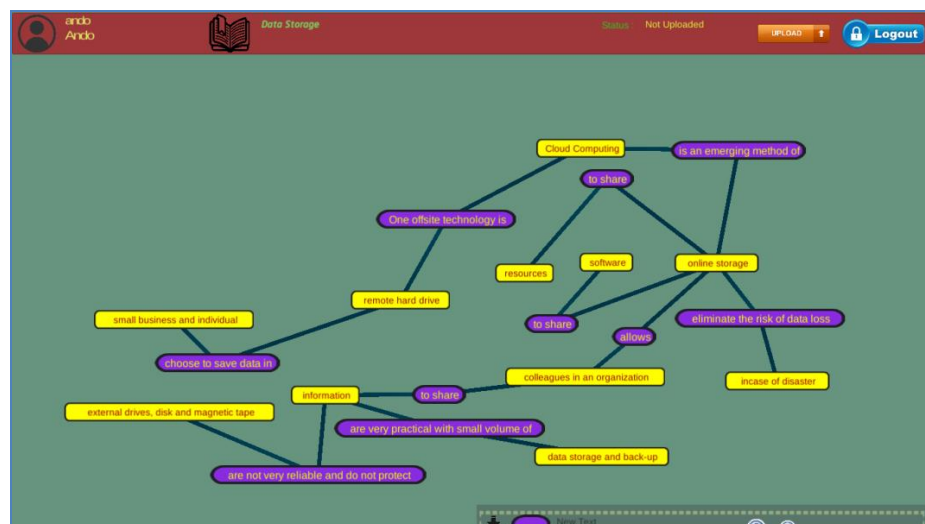 ando
Ando
Data Storage
Status : Not Uploaded
UPLOAD
Logout
Cloud Computing
is an emerging method of
to share
One offsite technology is
software
online storage
resources
remote hard drive
small business and individual
to share
eliminate the risk of data loss
allows
choose to save data in
colleagues in an organization
incase of disaster
information
to share
external drives, disk and magnetic tape
are very practical with small volume of
data storage and back-up
are not very reliable and do not protect
New Text